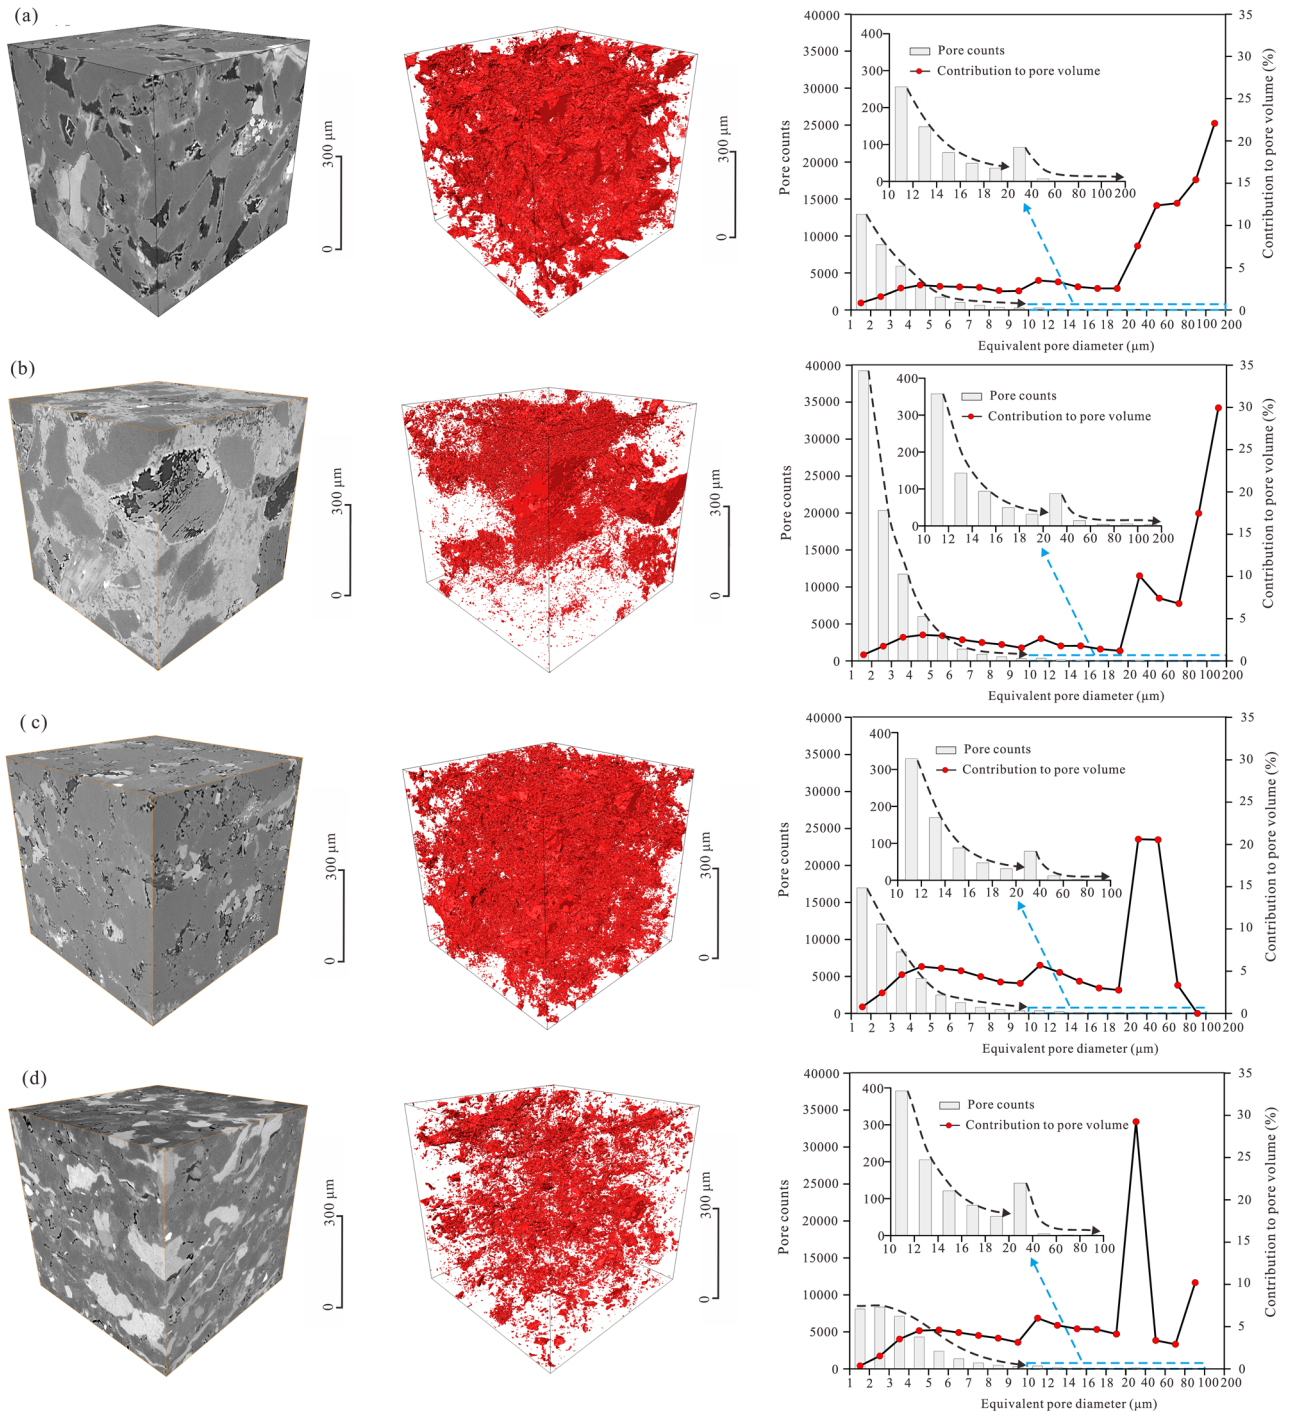 (a)
300 μm
0
300 μm
0
40000
35000
30000
25000
20000
15000
10000
5000
0
Pore counts
400
300
200
100
0
Pore counts
Contribution to pore volume
10 12 14 16 18 20 40 60 80 100 200
35
30
25
20
15
10
5
0
Contribution to pore volume (%)
1 2 3 4 5 6 7 8 9 10 12 14 16 18 20 40 60 80 100 200
Equivalent pore diameter (μm)
(b)
300 μm
0
300 μm
0
40000
35000
30000
25000
20000
15000
10000
5000
0
Pore counts
400
300
200
100
0
Pore counts
Contribution to pore volume
10 12 14 16 18 20 40 60 80 100 200
35
30
25
20
15
10
5
0
Contribution to pore volume (%)
1 2 3 4 5 6 7 8 9 10 12 14 16 18 20 40 60 80 100 200
Equivalent pore diameter (μm)
( c)
300 μm
0
300 μm
0
40000
35000
30000
25000
20000
15000
10000
5000
0
Pore counts
400
300
200
100
0
Pore counts
Contribution to pore volume
10 12 14 16 18 20 40 60 80 100
35
30
25
20
15
10
5
0
Contribution to pore volume (%)
1 2 3 4 5 6 7 8 9 10 12 14 16 18 20 40 60 80 100 200
Equivalent pore diameter (μm)
(d)
300 μm
0
300 μm
0
40000
35000
30000
25000
20000
15000
10000
5000
0
Pore counts
400
300
200
100
0
Pore counts
Contribution to pore volume
10 12 14 16 18 20 40 60 80 100
35
30
25
20
15
10
5
0
Contribution to pore volume (%)
1 2 3 4 5 6 7 8 9 10 12 14 16 18 20 40 60 80 100 200
Equivalent pore diameter (μm)